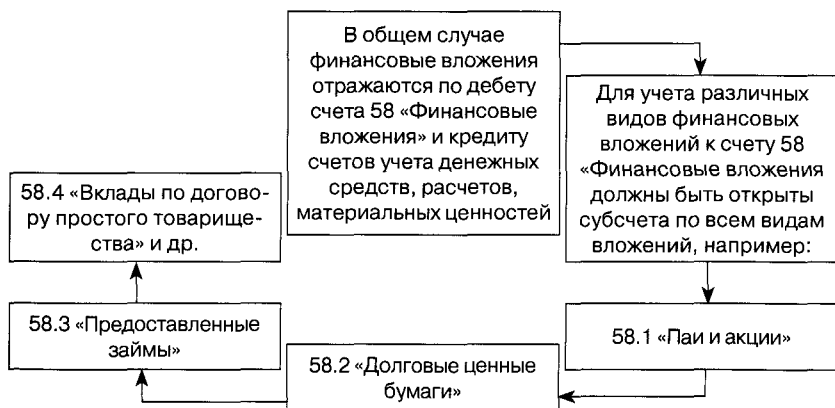 В общем случае
финансовые вложения
отражаются по дебету
счета 58 «Финансовые
вложения» и кредиту
счетов учета денежных
средств, расчетов,
материальных ценностей
Для учета различных
видов финансовых
вложений к счету 58
«Финансовые вложения
должны быть открыты
субсчета по всем видам
вложений, например:
58.1 «Паи и акции»
58.2 «Долговые ценные
бумаги»
58.3 «Предоставленные
займы»
58.4 «Вклады по догово-
ру простого товарище-
ства» и др.